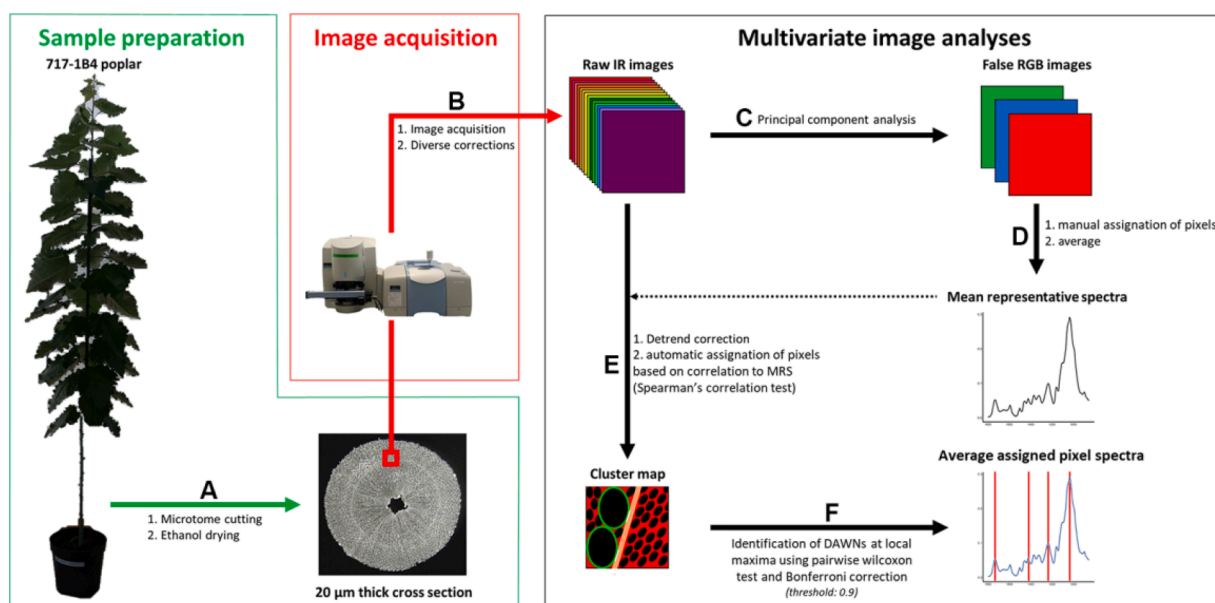 Sample preparation
717-1B4 poplar
A
1. Microtome cutting
2. Ethanol drying
20 µm thick cross section
Image acquisition
B
1. Image acquisition
2. Diverse corrections
Multivariate image analyses
Raw IR images
C Principal component analysis
False RGB images
D
1. manual assignation of pixels
2. average
Mean representative spectra
E
1. Detrend correction
2. automatic assignation of pixels
based on correlation to MRS
(Spearman's correlation test)
Cluster map
F
Identification of DAWNs at local
maxima using pairwise wilcoxon
test and Bonferroni correction
(threshold: 0.9)
Average assigned pixel spectra